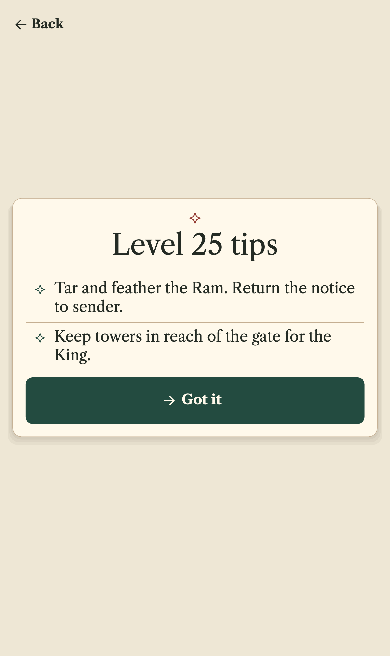 ← Back
Level 25 tips
Tar and feather the Ram. Return the notice
to sender.
Keep towers in reach of the gate for the
King.
→ Got it